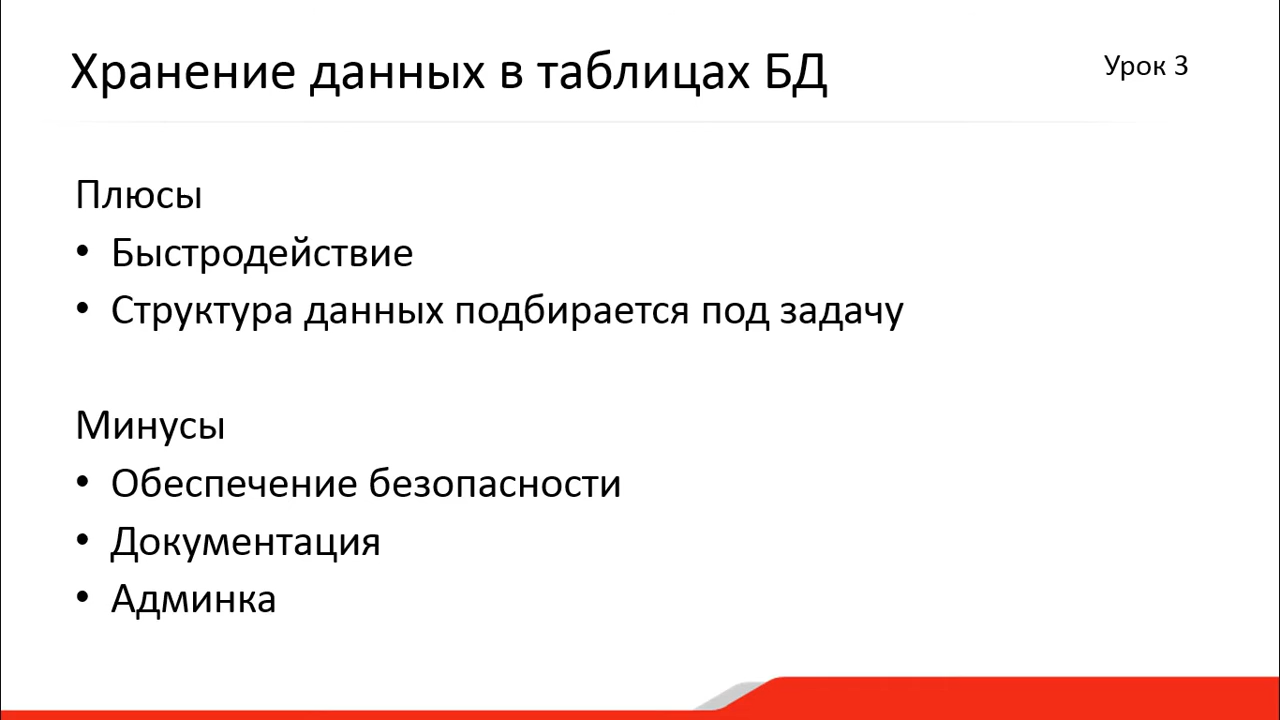 Хранение данных в таблицах БД
Урок 3
Плюсы
• Быстродействие
• Структура данных подбирается под задачу
Минусы
• Обеспечение безопасности
• Документация
• Админка